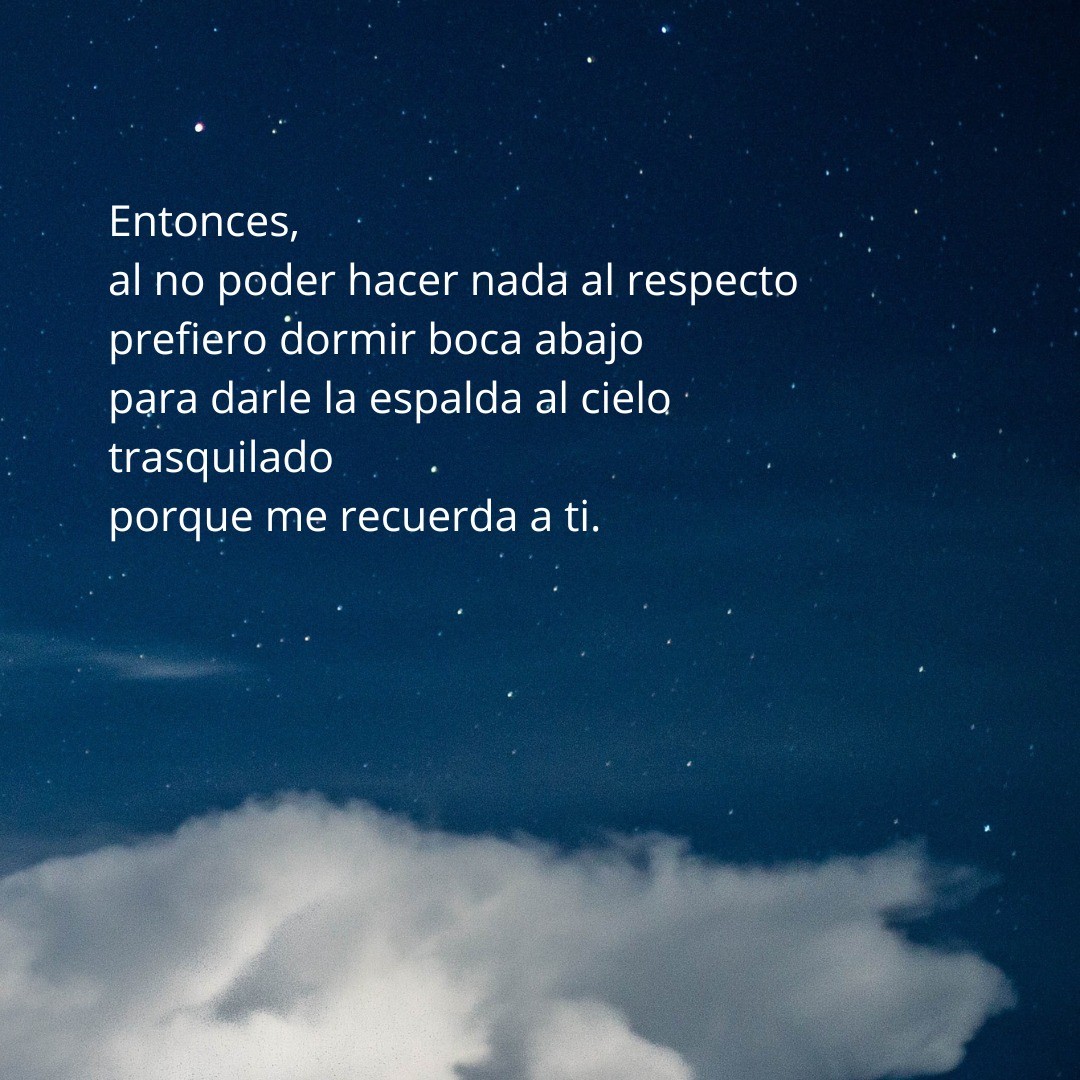 Entonces,
al no poder hacer nada al respecto
prefiero dormir boca abajo
para darle la espalda al cielo
trasquilado
porque me recuerda a ti.